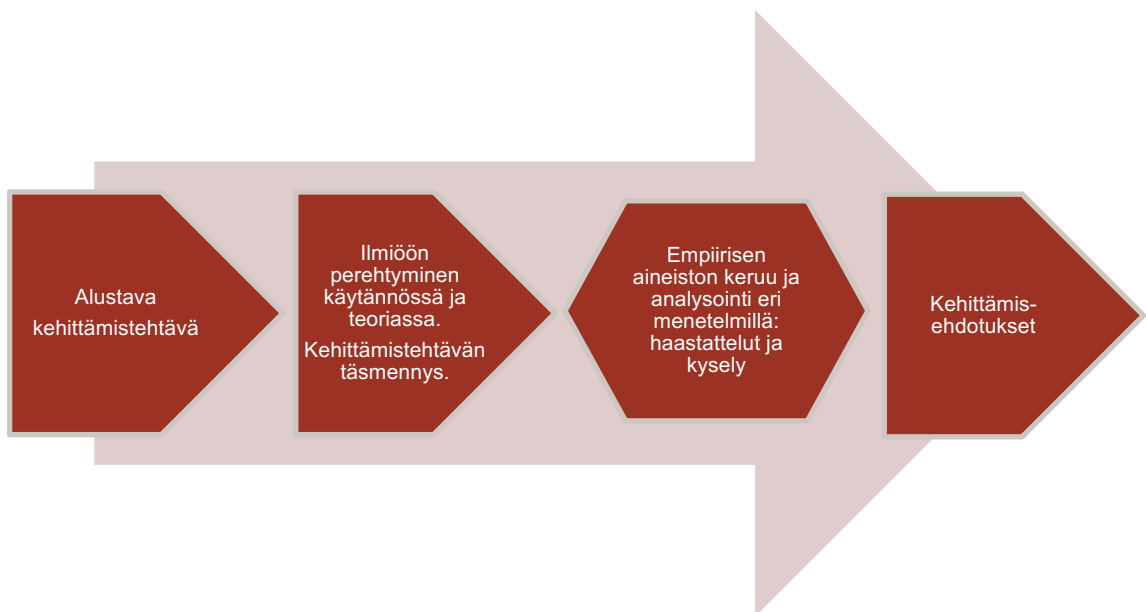 Alustava
kehittämistehtävä
Ilmiöön
perehtyminen
käytännössä ja
teoriassa.
Kehittämistehtävän
täsmennys.
Empiirisen
aineiston keruu ja
analysointi eri
menetelmillä:
haastattelut ja
kysely
Kehittämis-
ehdotukset